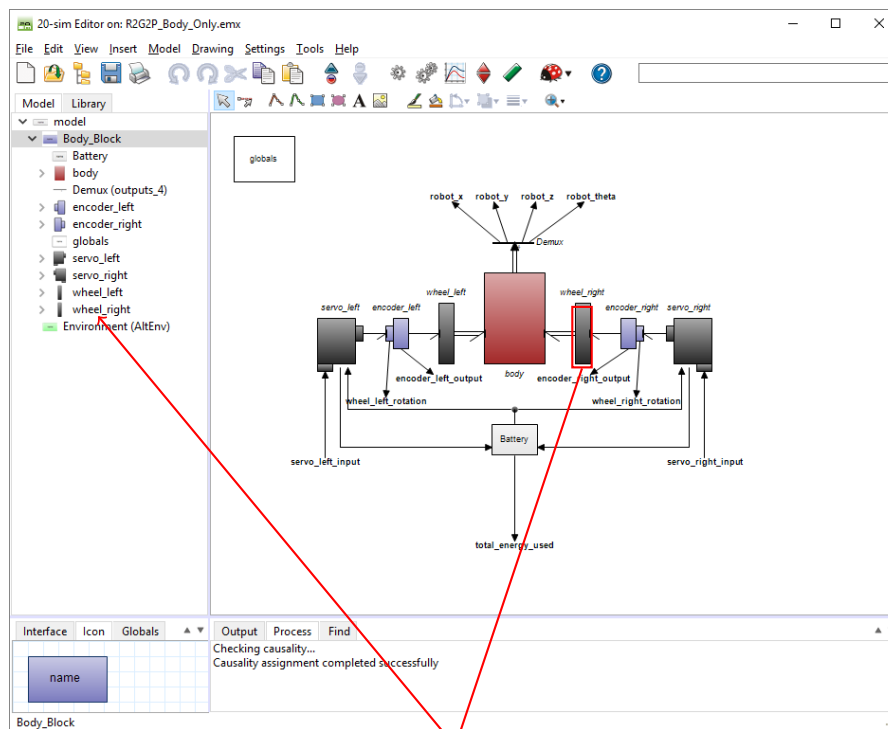 20-sim Editor on: R2G2P_Body_Only.emx
File Edit View Insert Model Drawing Settings Tools Help
Model Library
model
Body_Block
Battery
body
Demux (outputs_4)
encoder_left
encoder_right
globals
servo_left
servo_right
wheel_left
wheel_right
Environment (AltEnv)
A
globals
robot_x robot_y robot_z robot_theta
Demux
wheel_left wheel_right
servo_left encoder_left encoder_right servo_right
body
encoder_left_output encoder_right_output
wheel_left_rotation wheel_right_rotation
Battery
servo_left_input servo_right_input
total_energy_used
Interface Icon Globals
name
Output Process Find
Checking causality...
Causality assignment completed successfully
Body_Block